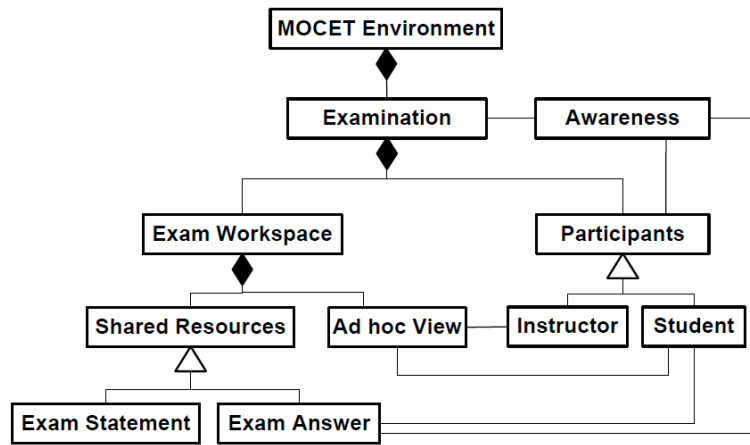 MOCET Environment
Examination
Awareness
Exam Workspace
Participants
Shared Resources
Ad hoc View
Instructor
Student
Exam Statement
Exam Answer